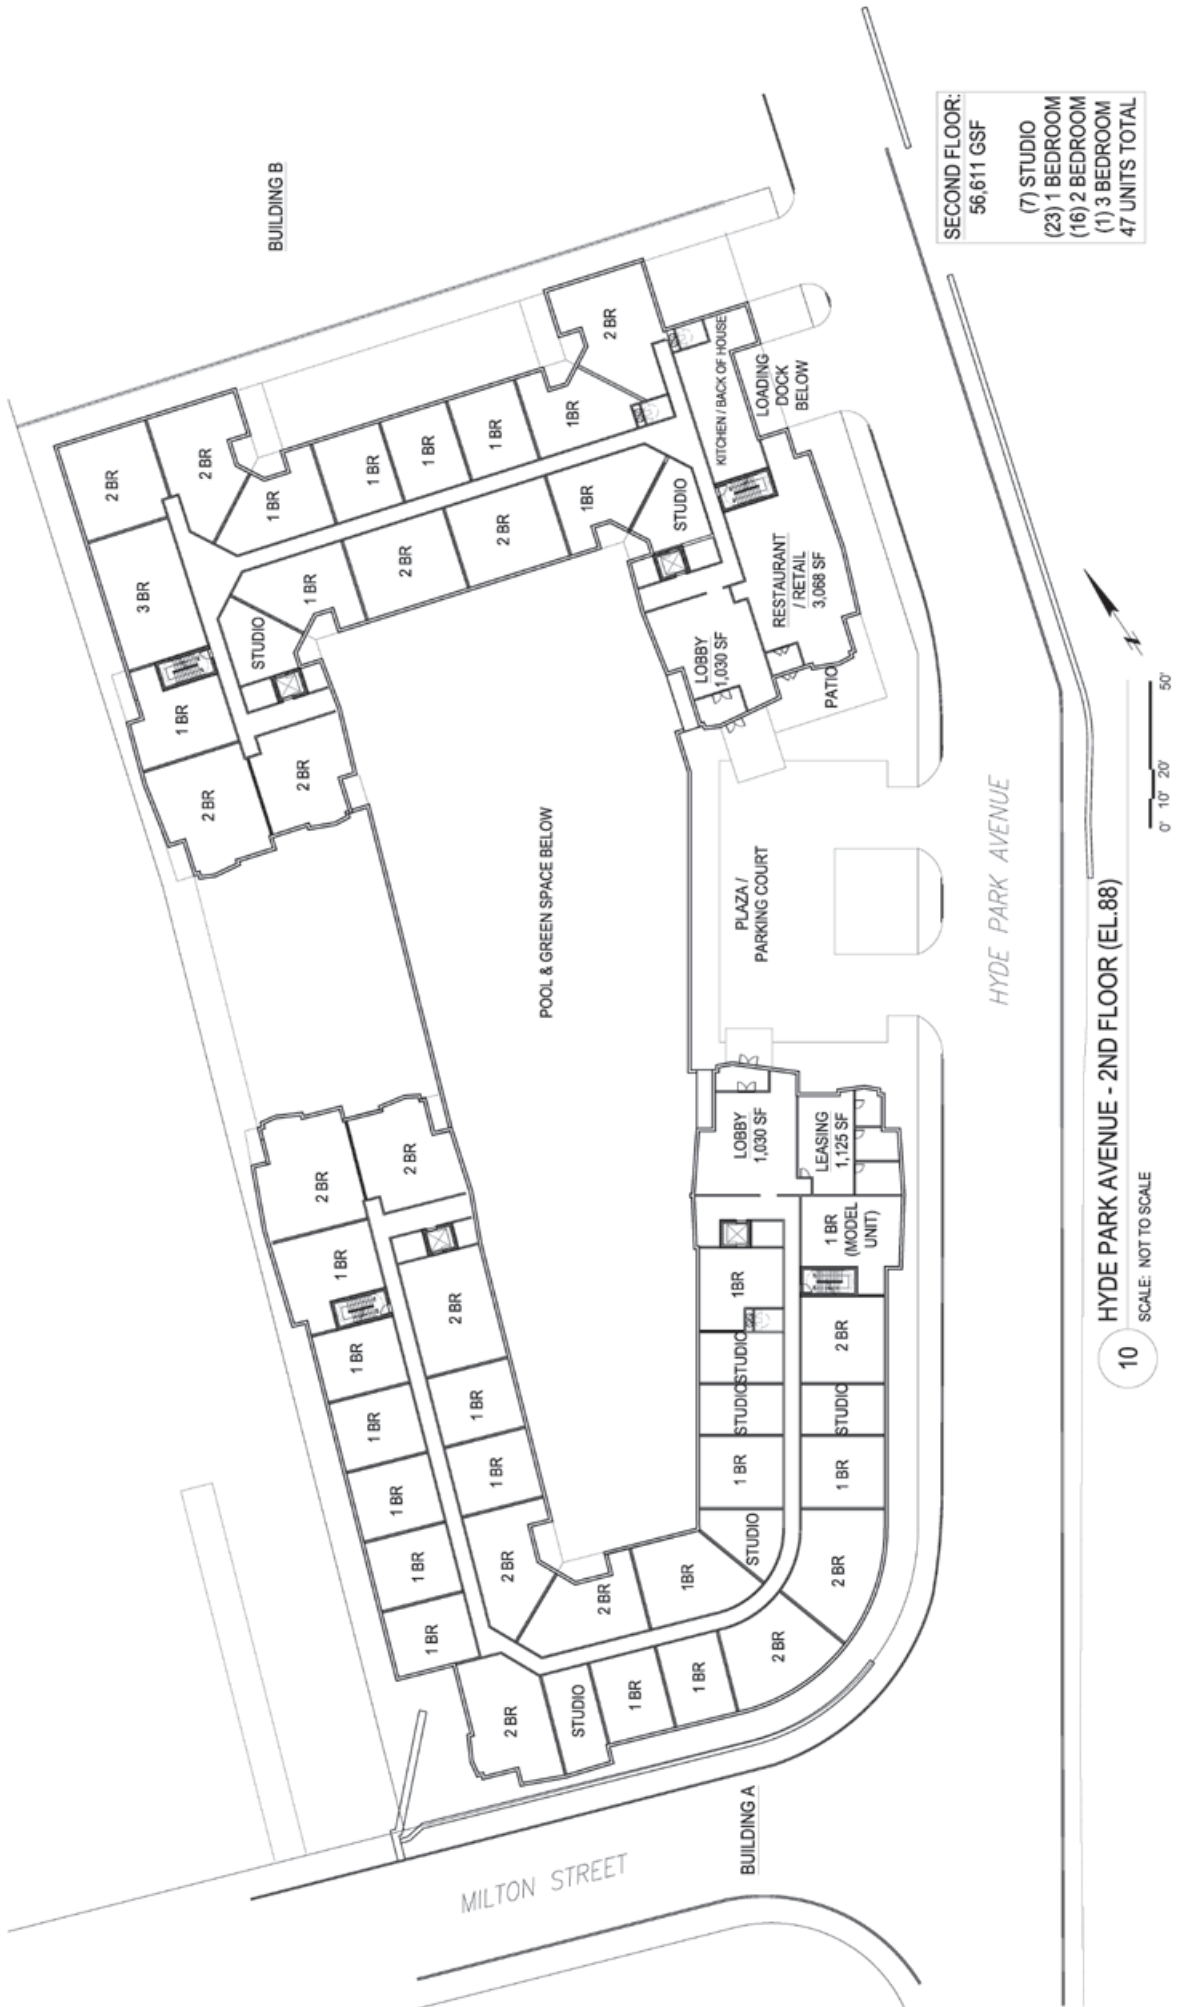 BUILDING B
2 BR
3 BR
1 BR
2 BR
2 BR
STUDIO
1 BR
2 BR
1 BR
1 BR
2 BR
1 BR
1 BR
2 BR
1BR
1BR
2 BR
STUDIO
LOBBY
1,030 SF
KITCHEN / BACK OF HOUSE
LOADING
DOCK
BELOW
RESTAURANT
/ RETAIL
3,068 SF
PATIO
POOL & GREEN SPACE BELOW
2 BR
1 BR
1 BR
1 BR
1 BR
2 BR
1 BR
1 BR
2 BR
1 BR
1 BR
2 BR
2 BR
STUDIO
2 BR
1 BR
1BR
1 BR
2 BR
STUDIO
1 BR
STUDIO
STUDIO
1BR
LOBBY
1,030 SF
PLAZA /
PARKING COURT
2 BR
1 BR
STUDIO
2 BR
1 BR
(MODEL
UNIT)
LEASING
1,125 SF
BUILDING A
MILTON STREET
HYDE PARK AVENUE
SECOND FLOOR:
56,611 GSF
(7) STUDIO
(23) 1 BEDROOM
(16) 2 BEDROOM
(1) 3 BEDROOM
47 UNITS TOTAL
10
HYDE PARK AVENUE - 2ND FLOOR (EL.88)
SCALE: NOT TO SCALE
0' 10' 20' 50'
N